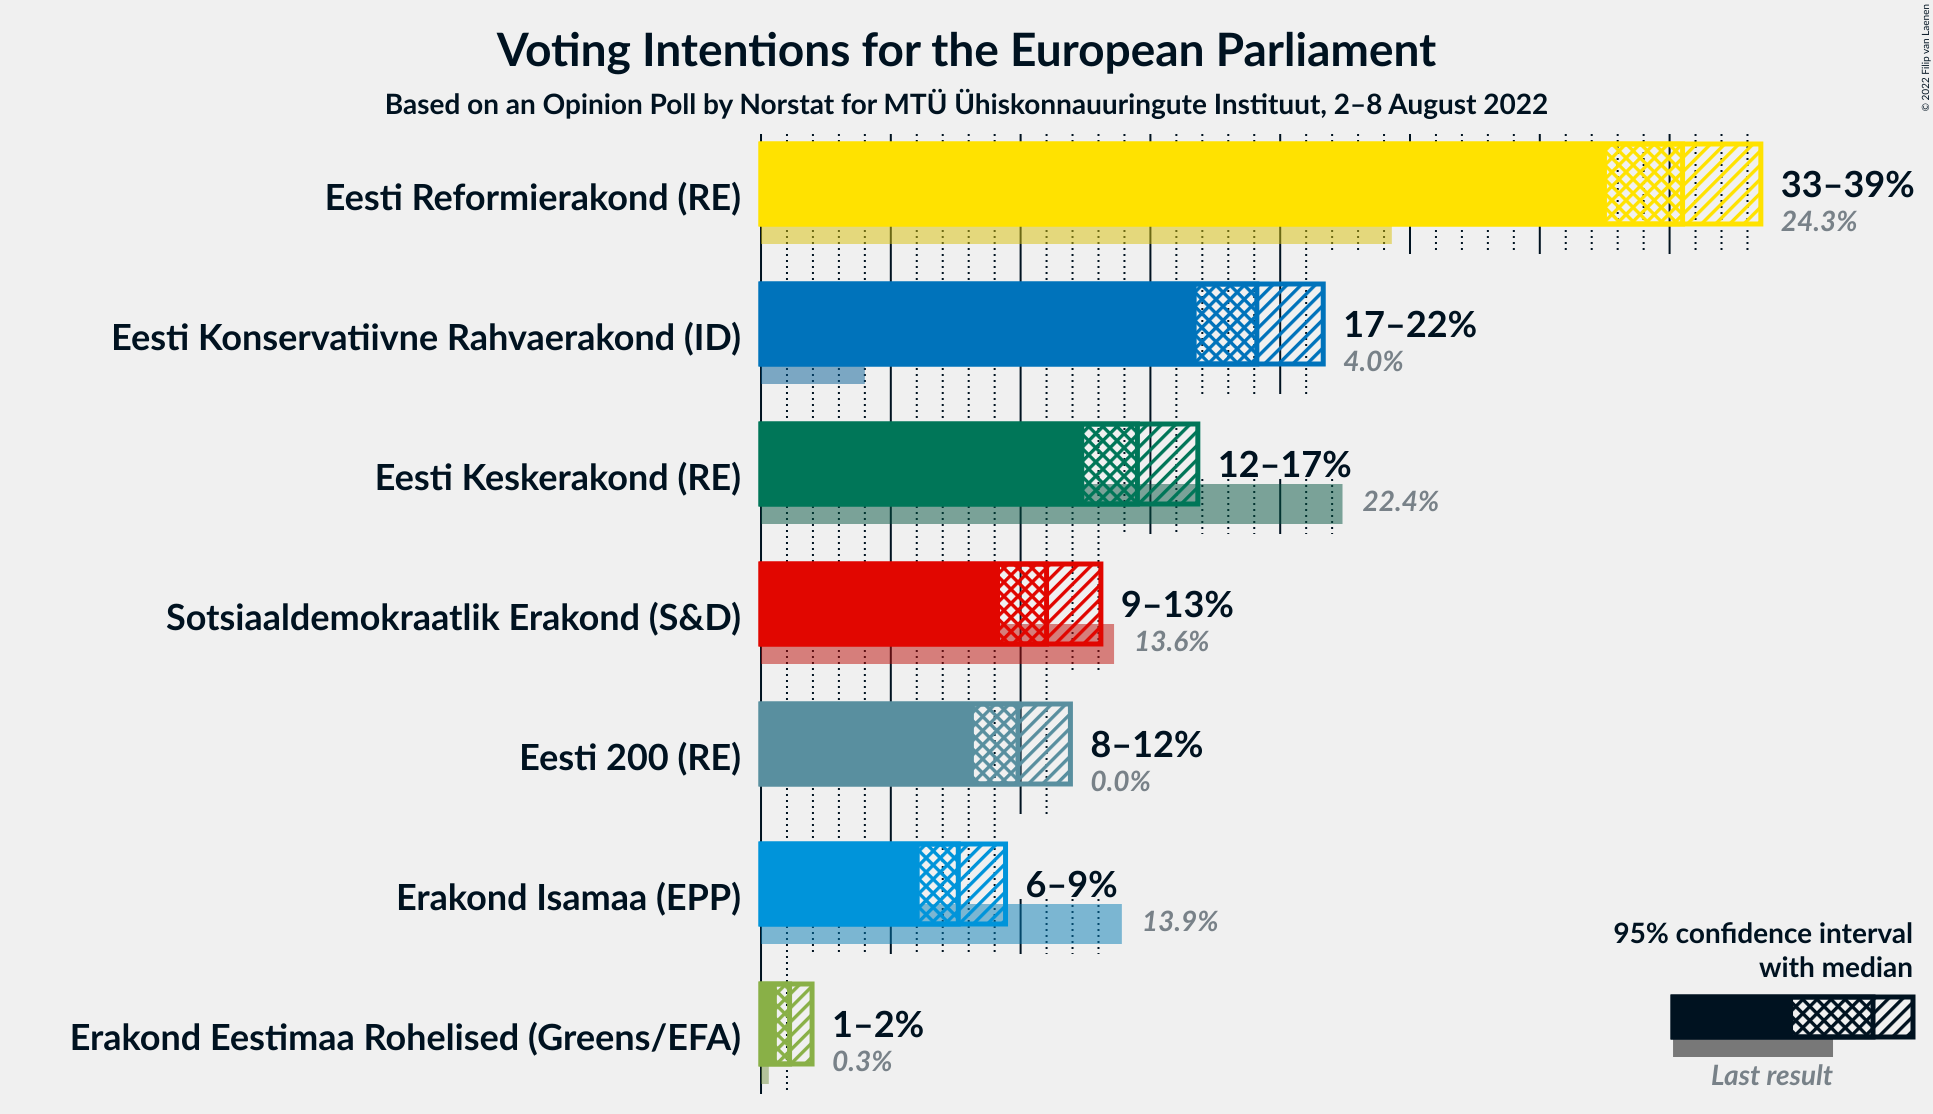 Voting Intentions for the European Parliament
Based on an Opinion Poll by Norstat for MTÜ Ühiskonnauuringute Instituut, 2–8 August 2022
© 2022 Filip van Laenen
Eesti Reformierakond (RE)
33–39%
24.3%
Eesti Konservatiivne Rahvaerakond (ID)
17–22%
4.0%
Eesti Keskerakond (RE)
12–17%
22.4%
Sotsiaaldemokraatlik Erakond (S&D)
9–13%
13.6%
Eesti 200 (RE)
8–12%
0.0%
Erakond Isamaa (EPP)
6–9%
13.9%
Erakond Eestimaa Rohelised (Greens/EFA)
1–2%
0.3%
95% confidence interval
with median
Last result